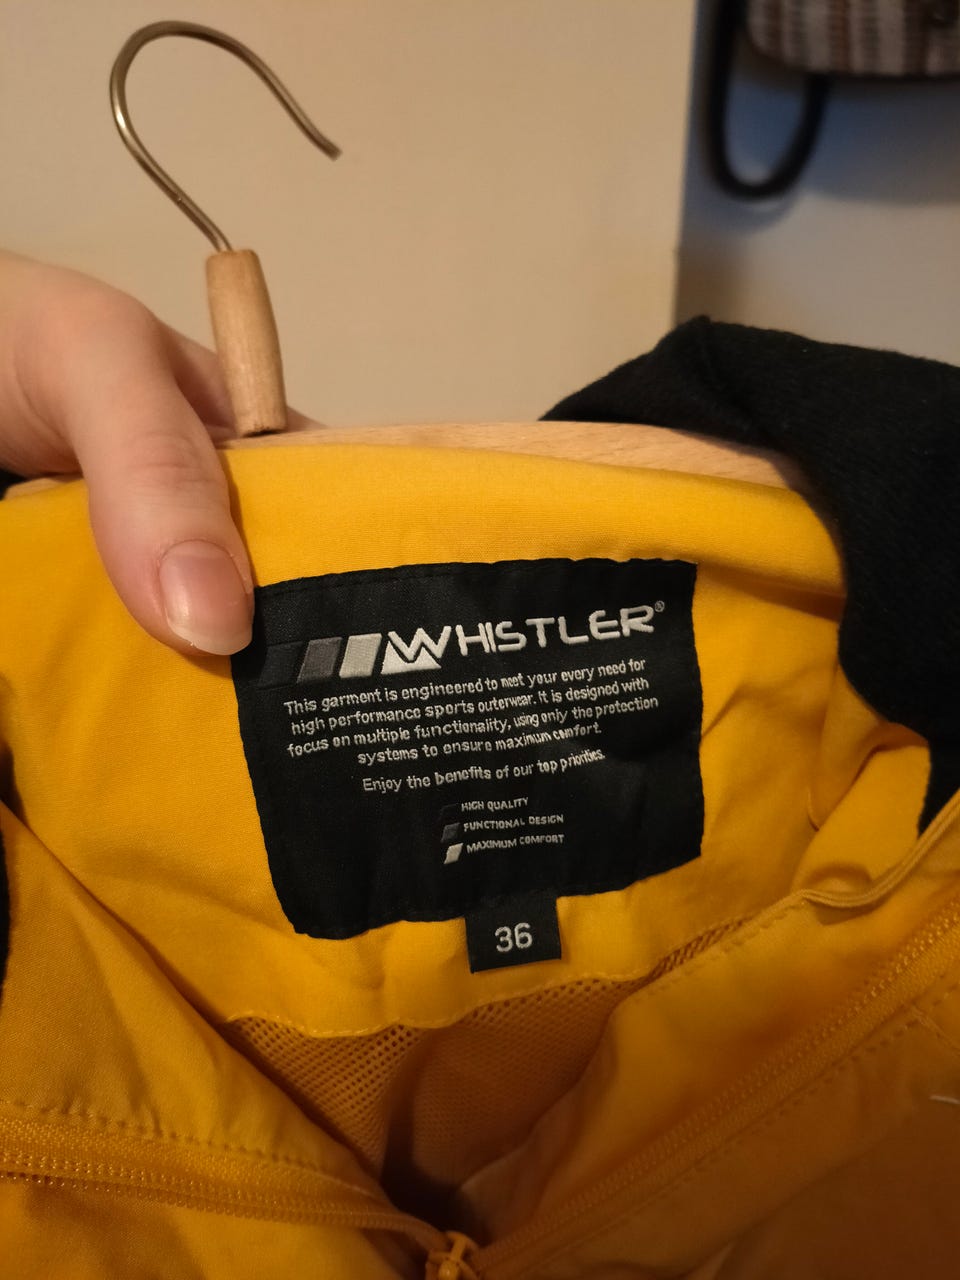 WHISTLER®
This garment is engineered to meet your every need for
high performance sports outerwear. It is designed with
focus on multiple functionality, using only the protection
systems to ensure maximum comfort.
Enjoy the benefits of our top priorities.
HIGH QUALITY
FUNCTIONAL DESIGN
MAXIMUM COMFORT
36